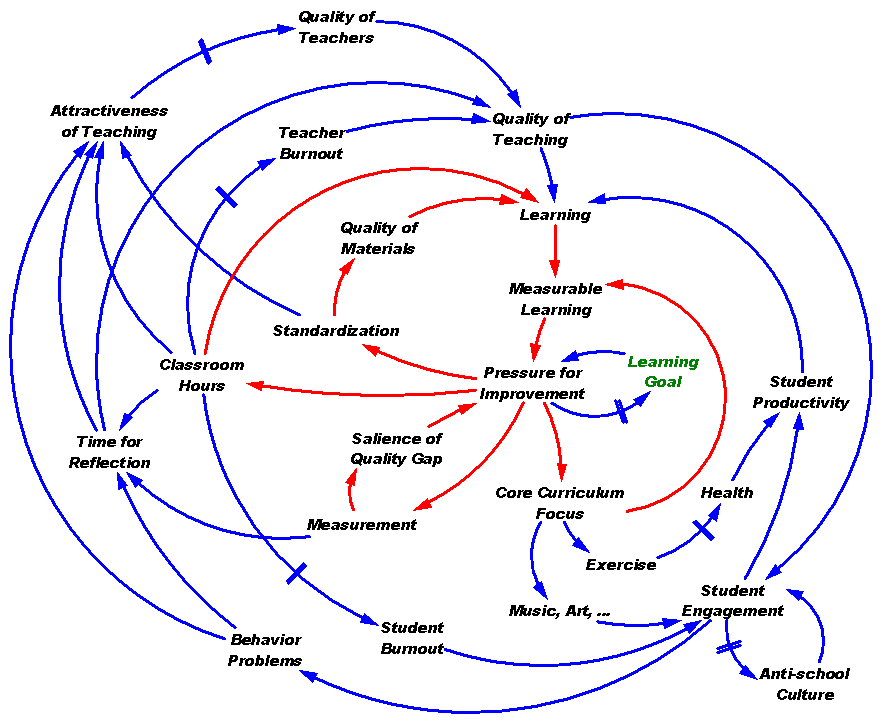 Quality of
Teachers
Attractiveness
of Teaching
Teacher
Burnout
Quality of
Teaching
Quality of
Materials
Learning
Measurable
Learning
Standardization
Classroom
Hours
Pressure for
Improvement
Learning
Goal
Student
Productivity
Time for
Reflection
Salience of
Quality Gap
Measurement
Core Curriculum
Focus
Health
Exercise
Music, Art, ...
Student
Engagement
Behavior
Problems
Student
Burnout
Anti-school
Culture